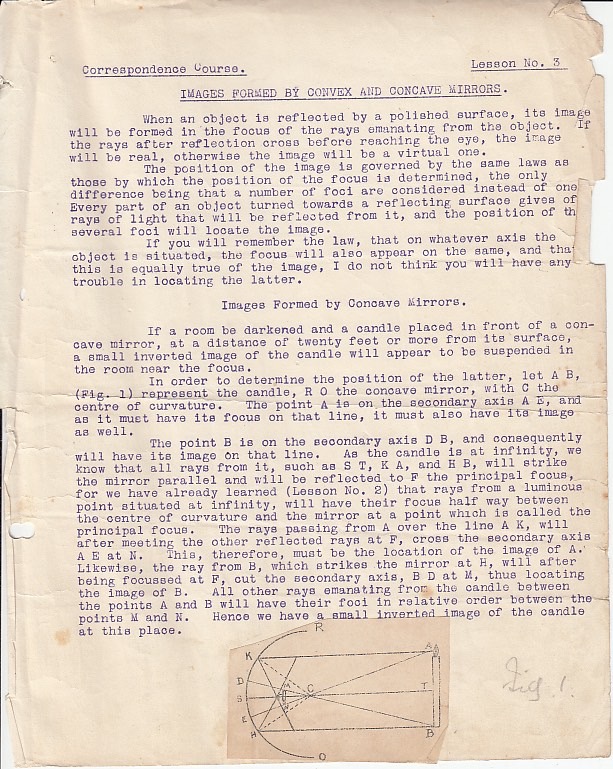 Correspondence Course.
Lesson No. 3
IMAGES FORMED BY CONVEX AND CONCAVE MIRRORS.
When an object is reflected by a polished surface, its image
will be formed in the focus of the rays emanating from the object. If
the rays after reflection cross before reaching the eye, the image
will be real, otherwise the image will be a virtual one.
The position of the image is governed by the same laws as
those by which the position of the focus is determined, the only
difference being that a number of foci are considered instead of one
Every part of an object turned towards a reflecting surface gives of
rays of light that will be reflected from it, and the position of th
several foci will locate the image.
If you will remember the law, that on whatever axis the
object is situated, the focus will also appear on the same, and tha
this is equally true of the image, I do not think you will have any
trouble in locating the latter.
Images Formed by Concave Mirrors.
If a room be darkened and a candle placed in front of a con-
cave mirror, at a distance of twenty feet or more from its surface,
a small inverted image of the candle will appear to be suspended in
the room near the focus.
In order to determine the position of the latter, let A B,
(Fig. 1) represent the candle, R O the concave mirror, with C the
centre of curvature. The point A is on the secondary axis A E, and
as it must have its focus on that line, it must also have its image
as well.
The point B is on the secondary axis D B, and consequently
will have its image on that line. As the candle is at infinity, we
know that all rays from it, such as S T, K A, and H B, will strike
the mirror parallel and will be reflected to F the principal focus,
for we have already learned (Lesson No. 2) that rays from a luminous
point situated at infinity, will have their focus half way between
the centre of curvature and the mirror at a point which is called the
principal focus. The rays passing from A over the line A K, will
after meeting the other reflected rays at F, cross the secondary axis
A E at N. This, therefore, must be the location of the image of A.
Likewise, the ray from B, which strikes the mirror at H, will after
being focussed at F, cut the secondary axis, B D at M, thus locating
the image of B. All other rays emanating from the candle between
the points A and B will have their foci in relative order between the
points M and N. Hence we have a small inverted image of the candle
at this place.
R
K
A
D
S
C
T
E
H
B
O
Fig 1.